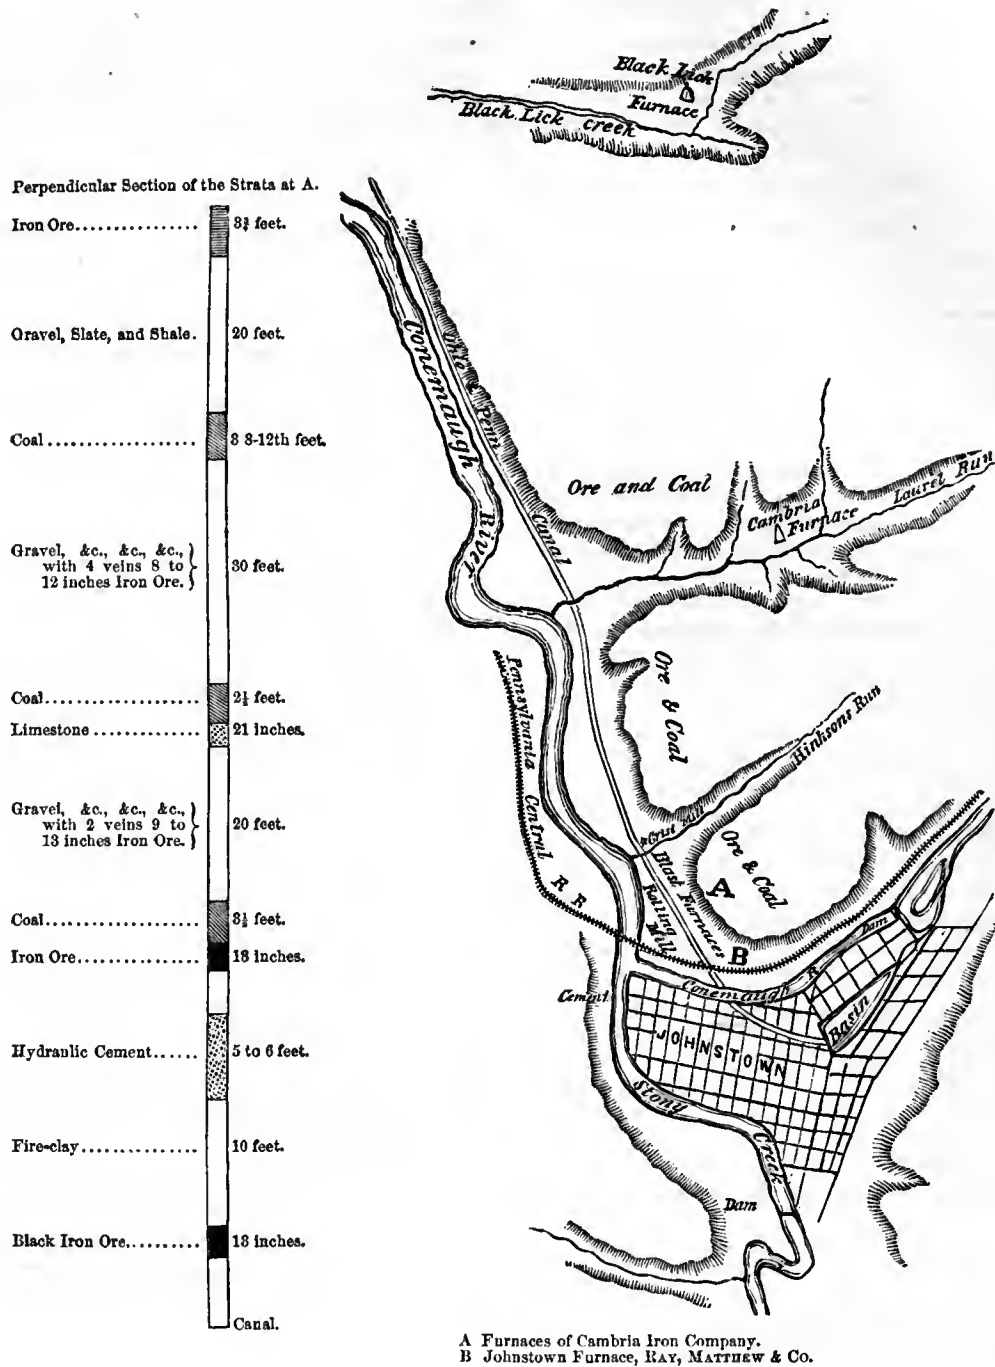 Black Lick
Furnace
Black Lick Creek
Perpendicular Section of the Strata at A.
Iron Ore............... 3¾ feet.
Gravel, Slate, and Shale. 20 feet.
Coal .................. 3 8-12th feet.
Gravel, &c., &c., &c.,
with 4 veins 8 to
12 inches Iron Ore. } 30 feet.
Coal................... 2½ feet.
Limestone ............. 21 inches.
Gravel, &c., &c., &c.,
with 2 veins 9 to
13 inches Iron Ore. } 20 feet.
Coal................... 3½ feet.
Iron Ore............... 18 inches.
Hydraulic Cement...... 5 to 6 feet.
Fire-clay............... 10 feet.
Black Iron Ore.......... 18 inches.
Canal.
Conemaugh River
Ohio & Penn Canal
Ore and Coal
Cambria
Furnace
Laurel Run
Pennsylvania Central R R
Ore & Coal
Hinksons Run
Grist Mill
Blast Furnaces
Rolling Mill
Ore & Coal
A
B
Cement
Conemaugh R
Dam
Basin
JOHNSTOWN
Stony Creek
Dam
A Furnaces of Cambria Iron Company.
B Johnstown Furnace, RAY, MATTHEW & Co.